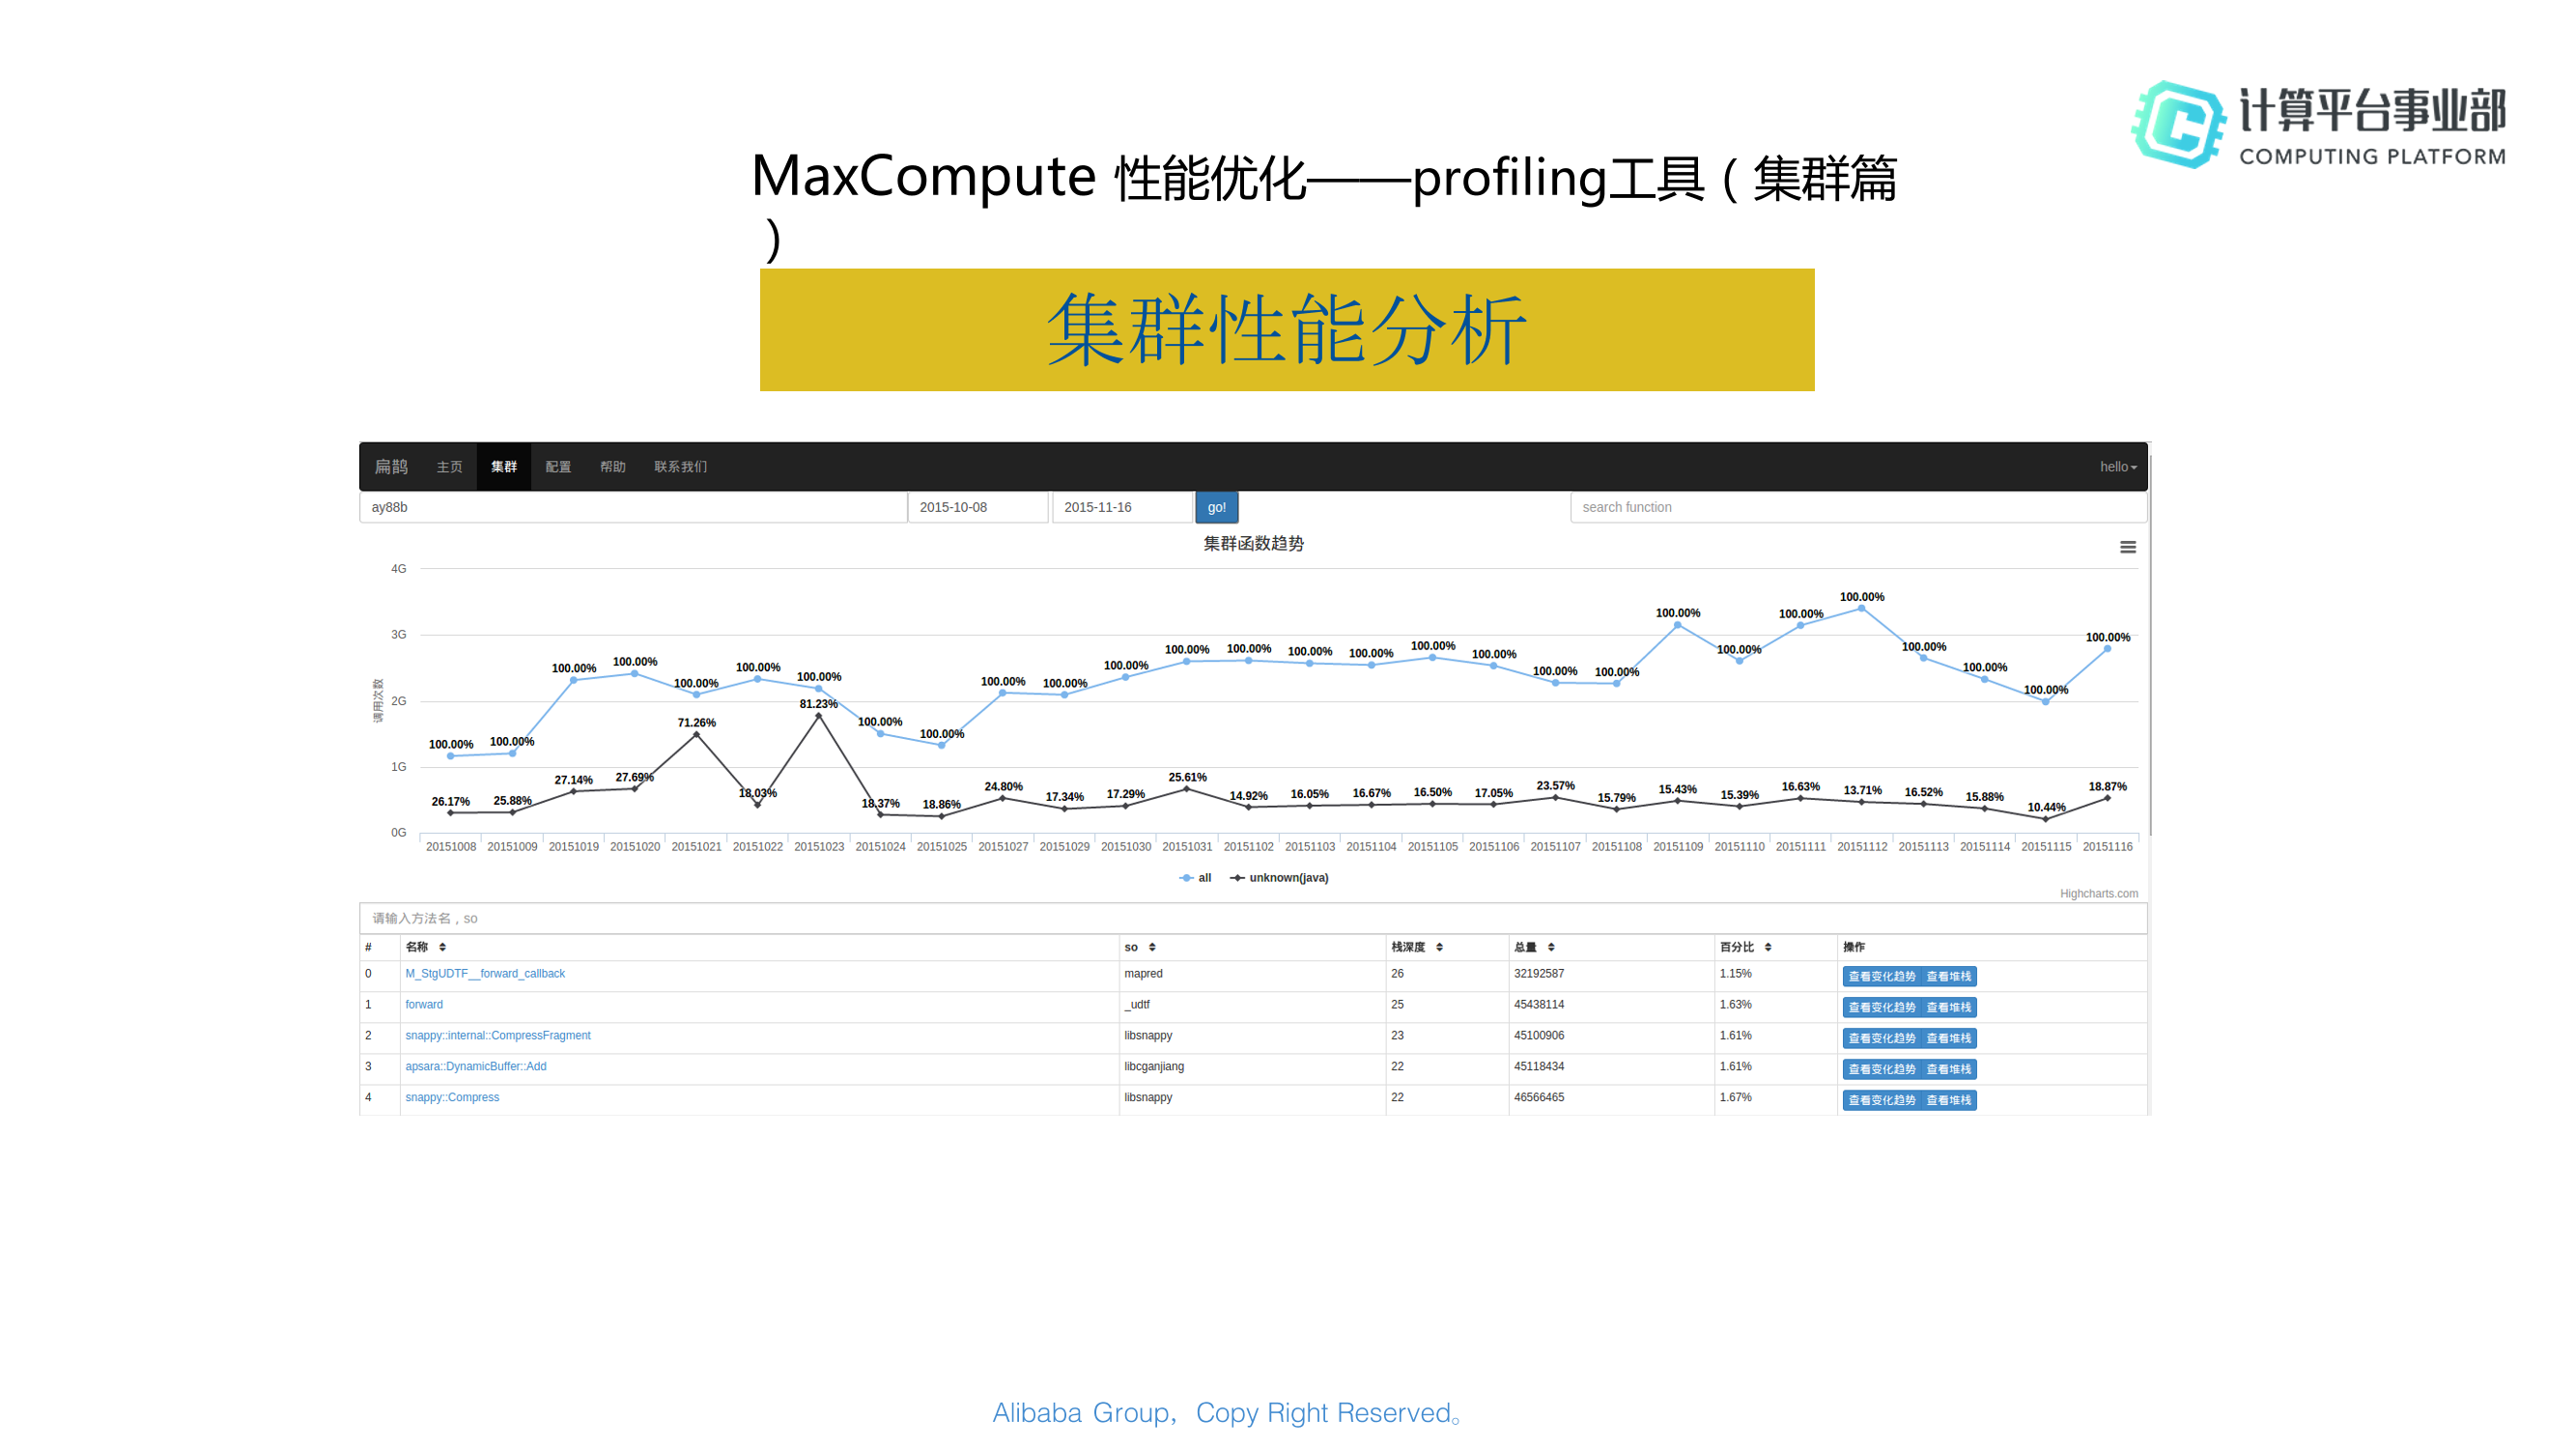 计算平台事业部
COMPUTING PLATFORM
MaxCompute 性能优化——profiling工具（集群篇
）
集群性能分析
扁鹊 主页 集群 配置 帮助 联系我们 hello
ay88b 2015-10-08 2015-11-16 go! search function
集群函数趋势
调用次数
4G
3G
2G
1G
0G
100.00% 100.00% 100.00% 100.00% 100.00% 100.00% 100.00% 100.00% 100.00% 100.00% 100.00% 100.00% 100.00% 100.00% 100.00% 100.00% 100.00% 100.00% 100.00% 100.00% 100.00% 100.00% 100.00% 100.00% 100.00% 100.00% 100.00% 100.00%
26.17% 25.88% 27.14% 27.69% 71.26% 18.03% 81.23% 18.37% 18.86% 24.80% 17.34% 17.29% 25.61% 14.92% 16.05% 16.67% 16.50% 17.05% 23.57% 15.79% 15.43% 15.39% 16.63% 13.71% 16.52% 15.88% 10.44% 18.87%
20151008 20151009 20151019 20151020 20151021 20151022 20151023 20151024 20151025 20151027 20151029 20151030 20151031 20151102 20151103 20151104 20151105 20151106 20151107 20151108 20151109 20151110 20151111 20151112 20151113 20151114 20151115 20151116
all unknown(java)
Highcharts.com
请输入方法名，so
# 名称 so 栈深度 总量 百分比 操作
0 M_StgUDTF__forward_callback mapred 26 32192587 1.15% 查看变化趋势 查看堆栈
1 forward _udtf 25 45438114 1.63% 查看变化趋势 查看堆栈
2 snappy::internal::CompressFragment libsnappy 23 45100906 1.61% 查看变化趋势 查看堆栈
3 apsara::DynamicBuffer::Add libcganjiang 22 45118434 1.61% 查看变化趋势 查看堆栈
4 snappy::Compress libsnappy 22 46566465 1.67% 查看变化趋势 查看堆栈
Alibaba Group， Copy Right Reserved。